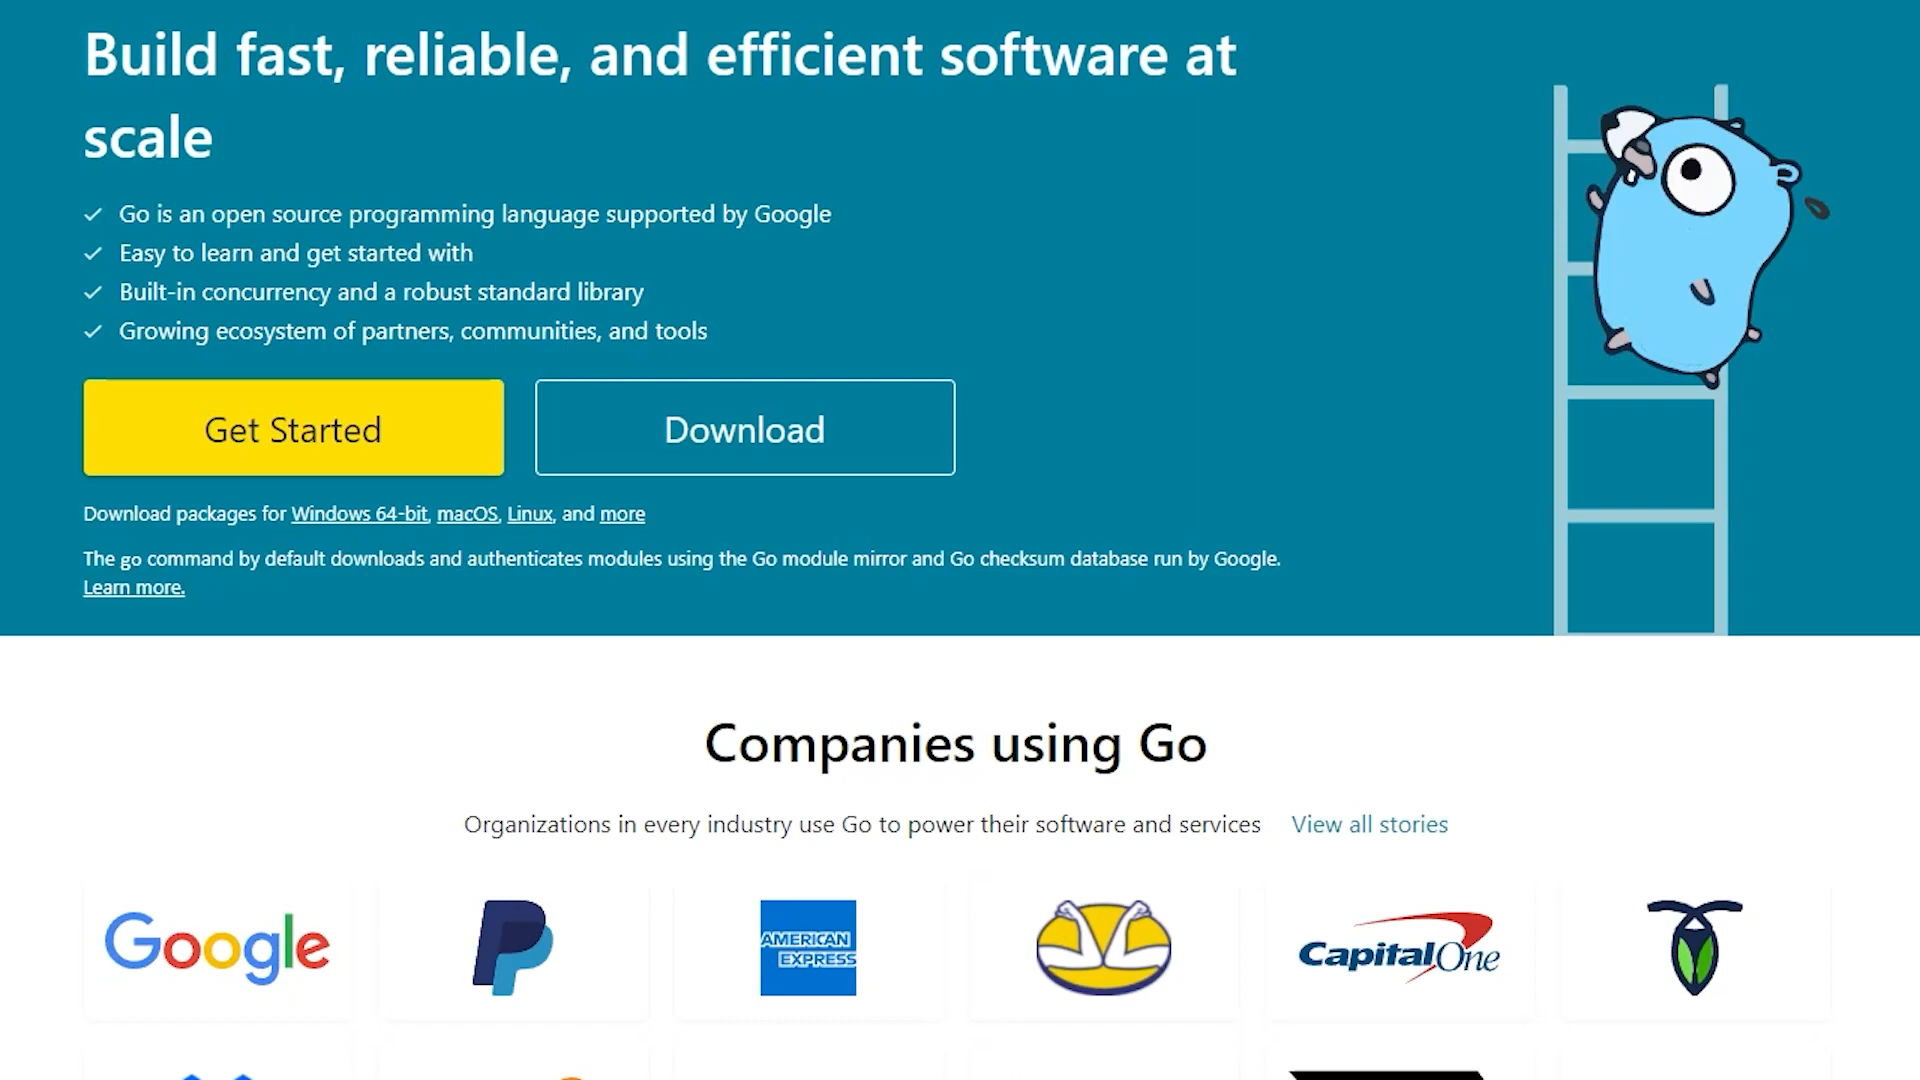 Build fast, reliable, and efficient software at
scale
Go is an open source programming language supported by Google
Easy to learn and get started with
Built-in concurrency and a robust standard library
Growing ecosystem of partners, communities, and tools
Get Started
Download
Download packages for Windows 64-bit, macOS, Linux, and more
The go command by default downloads and authenticates modules using the Go module mirror and Go checksum database run by Google.
Learn more.
Companies using Go
Organizations in every industry use Go to power their software and services View all stories
Google
AMERICAN
EXPRESS
Capital One